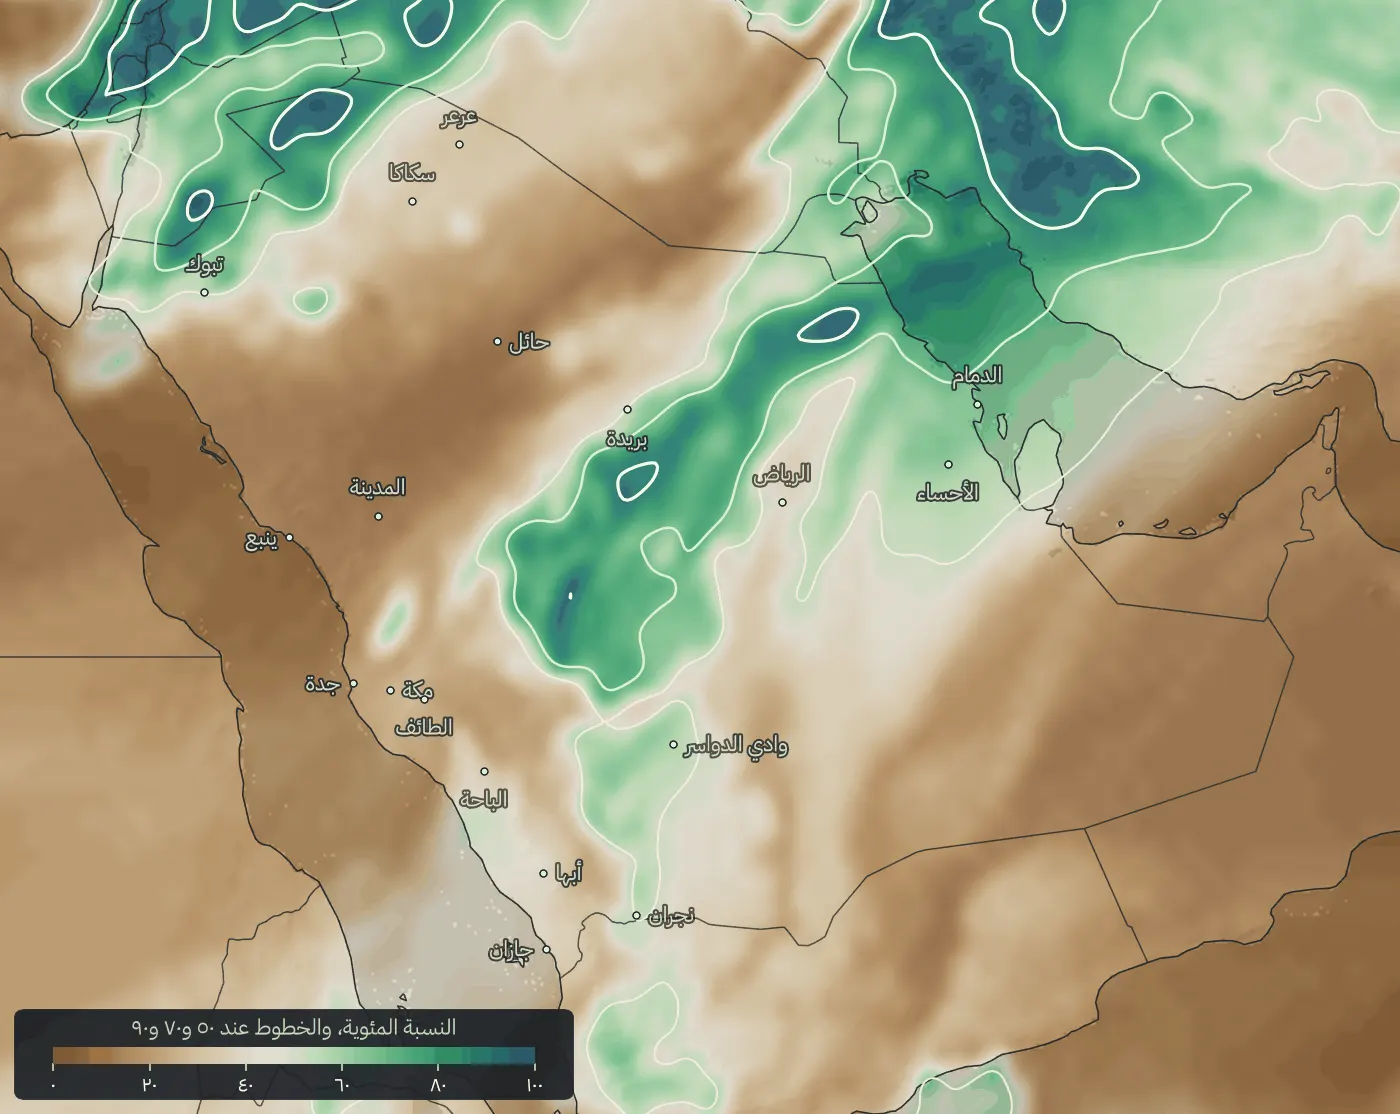 عرعر
سكاكا
تبوك
حائل
الدمام
بريدة
الرياض
الأحساء
المدينة
ينبع
جدة
مكة
الطائف
وادي الدواسر
الباحة
أبها
نجران
جازان
النسبة المئوية، والخطوط عند ٥٠ و٧٠ و٩٠
٠ ٢٠ ٤٠ ٦٠ ٨٠ ١٠٠